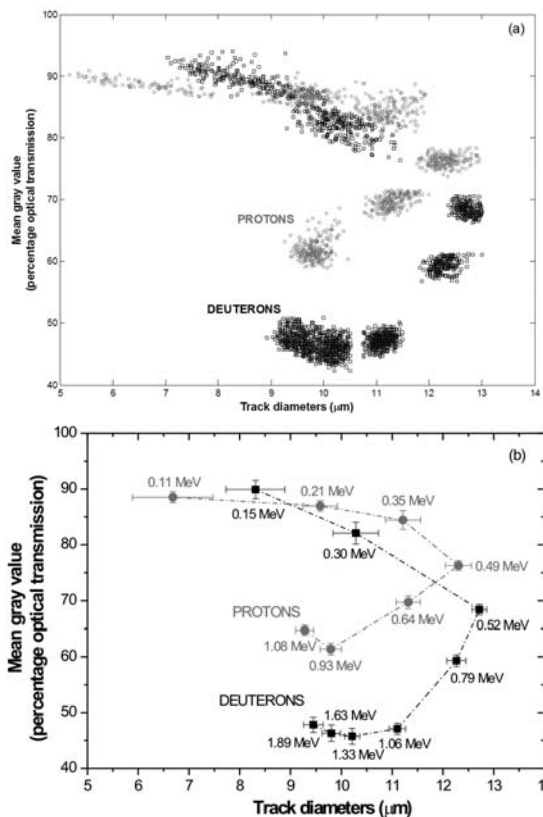 (a)
Mean gray value
(percentage optical transmission)
100
90
80
70
60
50
40
PROTONS
DEUTERONS
5 6 7 8 9 10 11 12 13 14
Track diameters (μm)
(b)
Mean gray value
(percentage optical transmission)
100
90
80
70
60
50
40
0.11 MeV
0.21 MeV
0.35 MeV
0.15 MeV
0.30 MeV
0.49 MeV
PROTONS
0.64 MeV
0.52 MeV
1.08 MeV
0.93 MeV
0.79 MeV
DEUTERONS
1.63 MeV
1.89 MeV
1.33 MeV
1.06 MeV
5 6 7 8 9 10 11 12 13 14
Track diameters (μm)